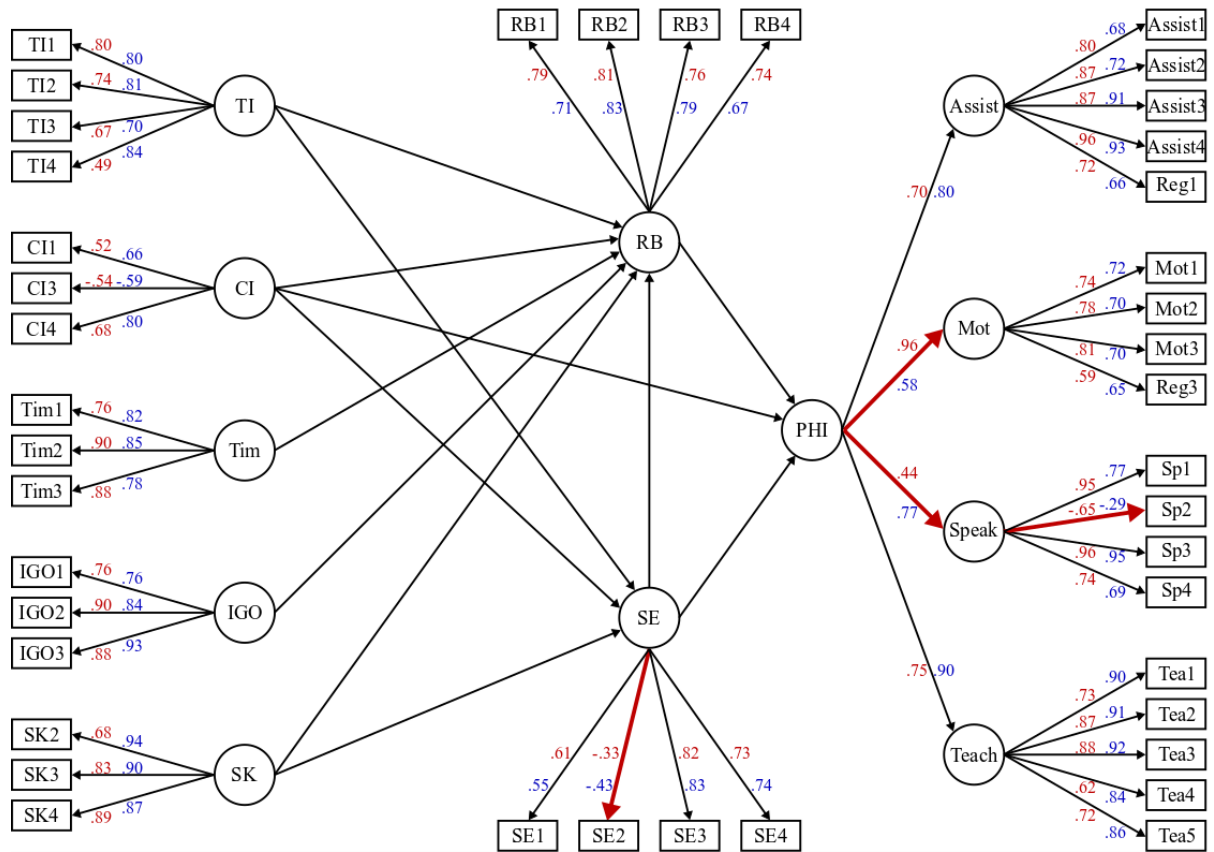 RB1 RB2 RB3 RB4
.79 .81 .76 .74
.71 .83 .79 .67
TI1 .80 .80
TI2 .74 .81
TI3 .67 .70
TI4 .49 .84
TI
CI1 .52 .66
CI3 -.54 -.59
CI4 .68 .80
CI
Tim1 .76 .82
Tim2 .90 .85
Tim3 .88 .78
Tim
IGO1 .76 .76
IGO2 .90 .84
IGO3 .88 .93
IGO
SK2 .68 .94
SK3 .83 .90
SK4 .89 .87
SK
RB
SE
.61 -.33 .82 .73
.55 -.43 .83 .74
SE1 SE2 SE3 SE4
PHI
.70 .80
.96
.58
.44
.77
.75 .90
Assist
.80 .68 Assist1
.87 .72 Assist2
.87 .91 Assist3
.96 .93 Assist4
.72 .66 Reg1
Mot
.74 .72 Mot1
.78 .70 Mot2
.81 .70 Mot3
.59 .65 Reg3
Speak
.95 .77 Sp1
-.65 -.29 Sp2
.96 .95 Sp3
.74 .69 Sp4
Teach
.73 .90 Tea1
.87 .91 Tea2
.88 .92 Tea3
.62 .84 Tea4
.72 .86 Tea5